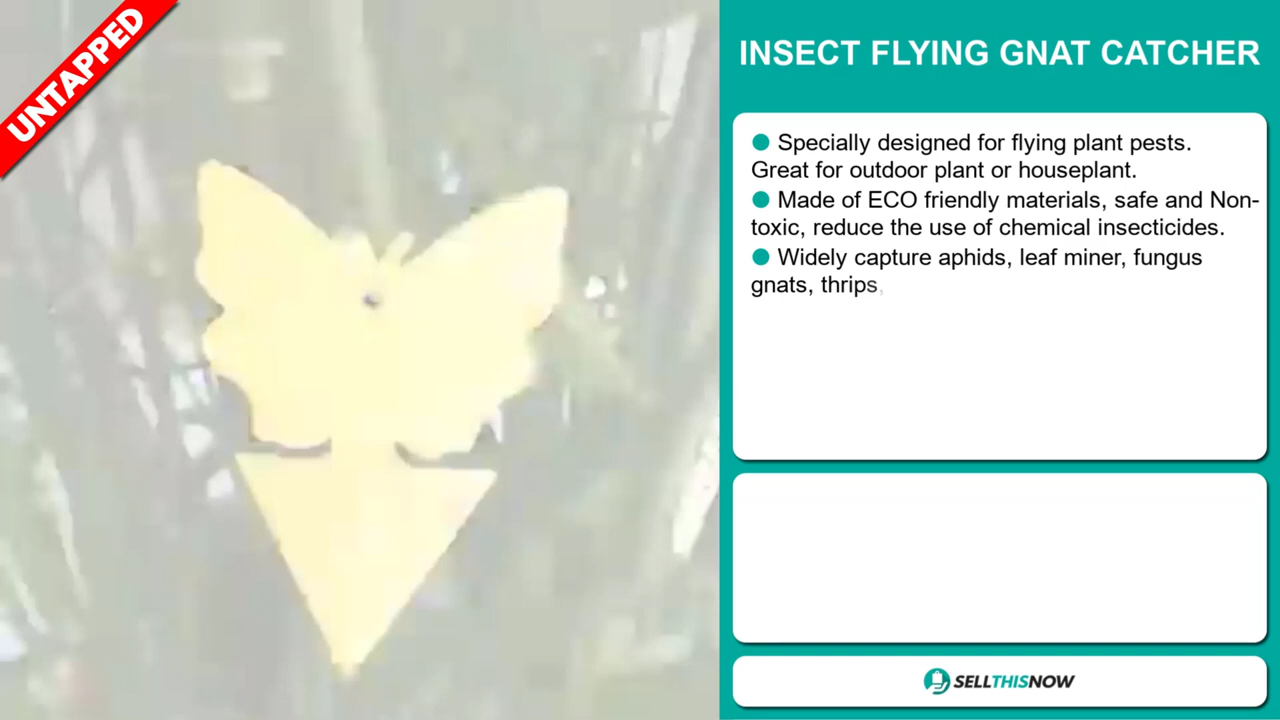 UNTAPPED
INSECT FLYING GNAT CATCHER
● Specially designed for flying plant pests.
Great for outdoor plant or houseplant.
● Made of ECO friendly materials, safe and Non-
toxic, reduce the use of chemical insecticides.
● Widely capture aphids, leaf miner, fungus
gnats, thrips,
SELLTHISNOW